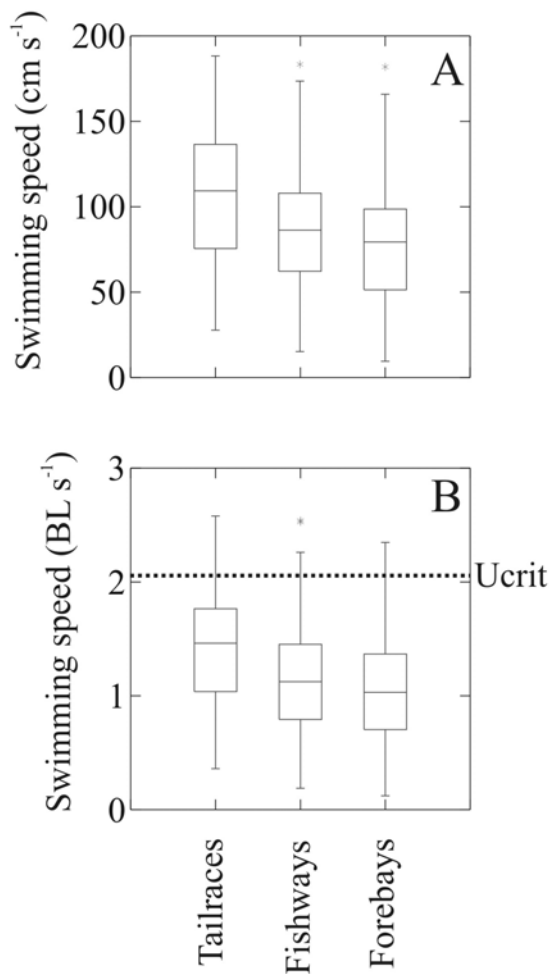 A
Swimming speed (cm s⁻¹)
200
150
100
50
0
B
Swimming speed (BL s⁻¹)
3
2
1
0
Ucrit
Tailraces
Fishways
Forebays